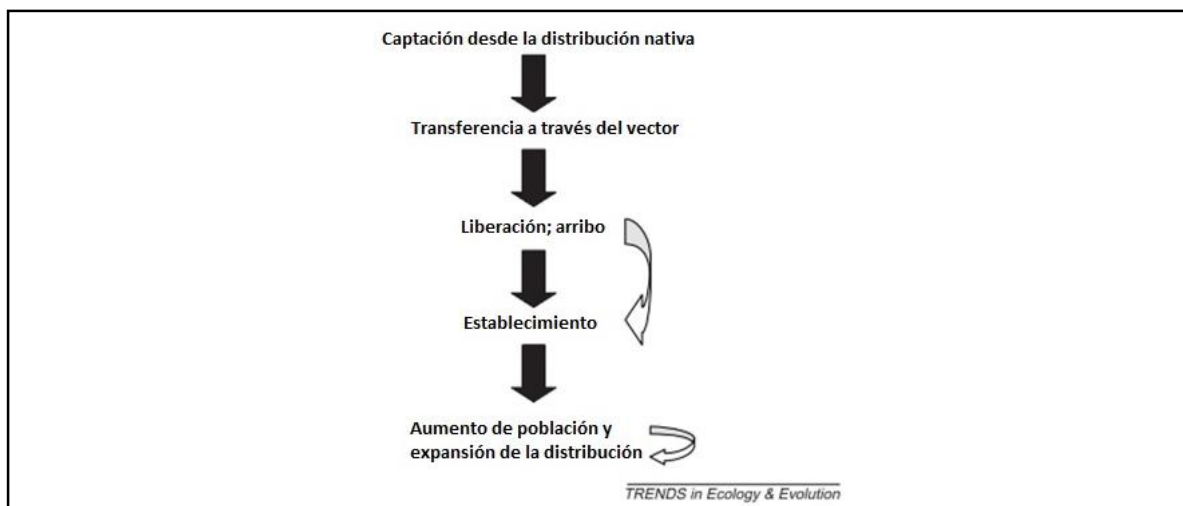 Captación desde la distribución nativa
Transferencia a través del vector
Liberación; arribo
Establecimiento
Aumento de población y
expansión de la distribución
TRENDS in Ecology & Evolution